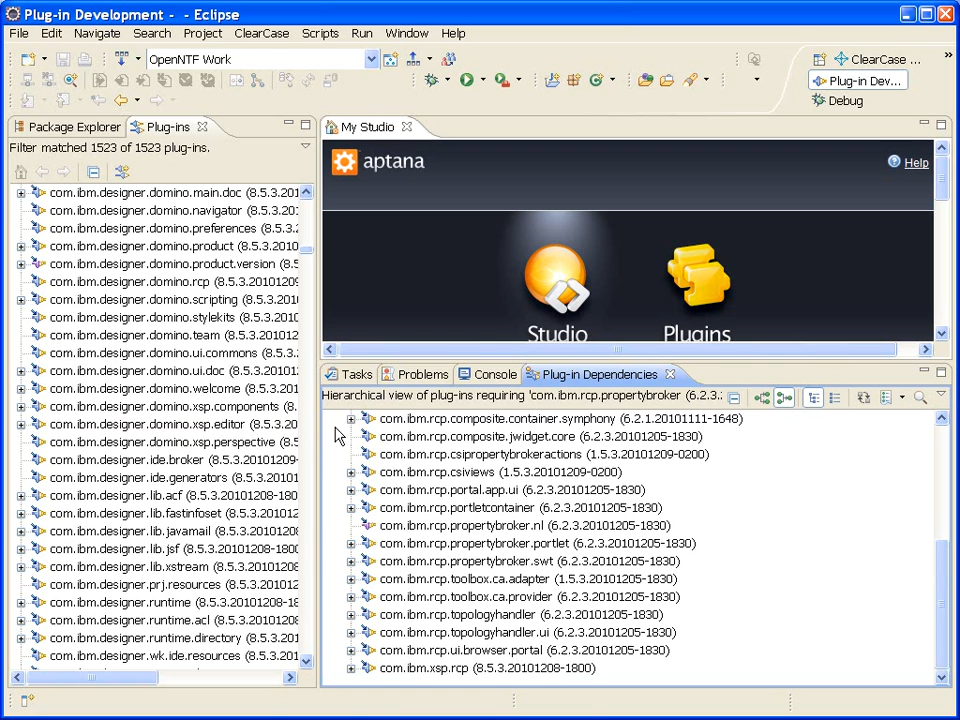 Plug-in Development -   - Eclipse
File Edit Navigate Search Project ClearCase Scripts Run Window Help
OpenNTF Work
ClearCase ...
Plug-in Dev...
Debug
Package Explorer Plug-ins
Filter matched 1523 of 1523 plug-ins.
com.ibm.designer.domino.main.doc (8.5.3.201
com.ibm.designer.domino.navigator (8.5.3.201
com.ibm.designer.domino.preferences (8.5.3.2
com.ibm.designer.domino.product (8.5.3.2010
com.ibm.designer.domino.product.version (8.5
com.ibm.designer.domino.rcp (8.5.3.20101209
com.ibm.designer.domino.scripting (8.5.3.2010
com.ibm.designer.domino.stylekits (8.5.3.2010
com.ibm.designer.domino.team (8.5.3.2010120
com.ibm.designer.domino.ui.commons (8.5.3.2
com.ibm.designer.domino.ui.doc (8.5.3.201012
com.ibm.designer.domino.welcome (8.5.3.2010
com.ibm.designer.domino.xsp.components (8.
com.ibm.designer.domino.xsp.editor (8.5.3.201
com.ibm.designer.domino.xsp.perspective (8.5
com.ibm.designer.ide.broker (8.5.3.20101209-
com.ibm.designer.ide.generators (8.5.3.20101
com.ibm.designer.lib.acf (8.5.3.20101208-180
com.ibm.designer.lib.fastinfoset (8.5.3.201012
com.ibm.designer.lib.javamail (8.5.3.2010120
com.ibm.designer.lib.jsf (8.5.3.20101208-1800
com.ibm.designer.lib.xstream (8.5.3.20101208
com.ibm.designer.prj.resources (8.5.3.201012
com.ibm.designer.runtime (8.5.3.20101208-18
com.ibm.designer.runtime.acl (8.5.3.2010120
com.ibm.designer.runtime.directory (8.5.3.201
com.ibm.designer.wk.ide.resources (8.5.3.201
My Studio
aptana
Help
Studio Plugins
Tasks Problems Console Plug-in Dependencies
Hierarchical view of plug-ins requiring 'com.ibm.rcp.propertybroker (6.2.3.:
com.ibm.rcp.composite.container.symphony (6.2.1.20101111-1648)
com.ibm.rcp.composite.jwidget.core (6.2.3.20101205-1830)
com.ibm.rcp.csipropertybrokeractions (1.5.3.20101209-0200)
com.ibm.rcp.csiviews (1.5.3.20101209-0200)
com.ibm.rcp.portal.app.ui (6.2.3.20101205-1830)
com.ibm.rcp.portletcontainer (6.2.3.20101205-1830)
com.ibm.rcp.propertybroker.nl (6.2.3.20101205-1830)
com.ibm.rcp.propertybroker.portlet (6.2.3.20101205-1830)
com.ibm.rcp.propertybroker.swt (6.2.3.20101205-1830)
com.ibm.rcp.toolbox.ca.adapter (1.5.3.20101205-1830)
com.ibm.rcp.toolbox.ca.provider (6.2.3.20101205-1830)
com.ibm.rcp.topologyhandler (6.2.3.20101205-1830)
com.ibm.rcp.topologyhandler.ui (6.2.3.20101205-1830)
com.ibm.rcp.ui.browser.portal (6.2.3.20101205-1830)
com.ibm.xsp.rcp (8.5.3.20101208-1800)